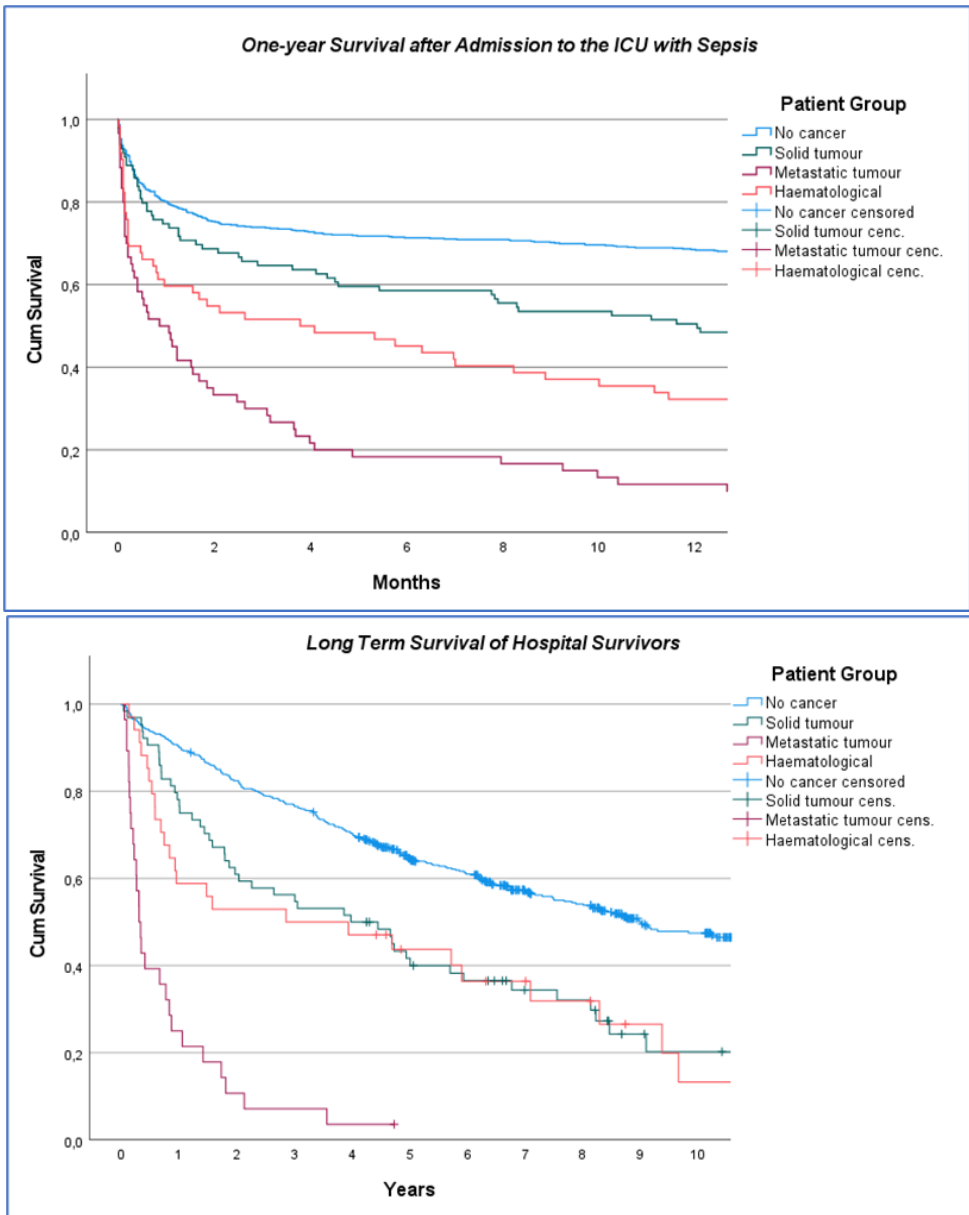 One-year Survival after Admission to the ICU with Sepsis
Patient Group
No cancer
Solid tumour
Metastatic tumour
Haematological
No cancer censored
Solid tumour cenc.
Metastatic tumour cenc.
Haematological cenc.
Cum Survival
1,0
0,8
0,6
0,4
0,2
0,0
0 2 4 6 8 10 12
Months
Long Term Survival of Hospital Survivors
Patient Group
No cancer
Solid tumour
Metastatic tumour
Haematological
No cancer censored
Solid tumour cens.
Metastatic tumour cens.
Haematological cens.
Cum Survival
1,0
0,8
0,6
0,4
0,2
0,0
0 1 2 3 4 5 6 7 8 9 10
Years